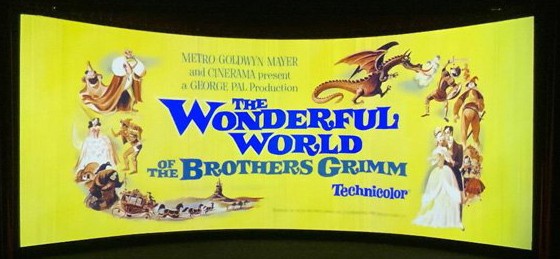 METRO-GOLDWYN MAYER
and CINERAMA present
a GEORGE PAL Production
THE
WONDERFUL
WORLD
OF THE BROTHERS GRIMM
Technicolor